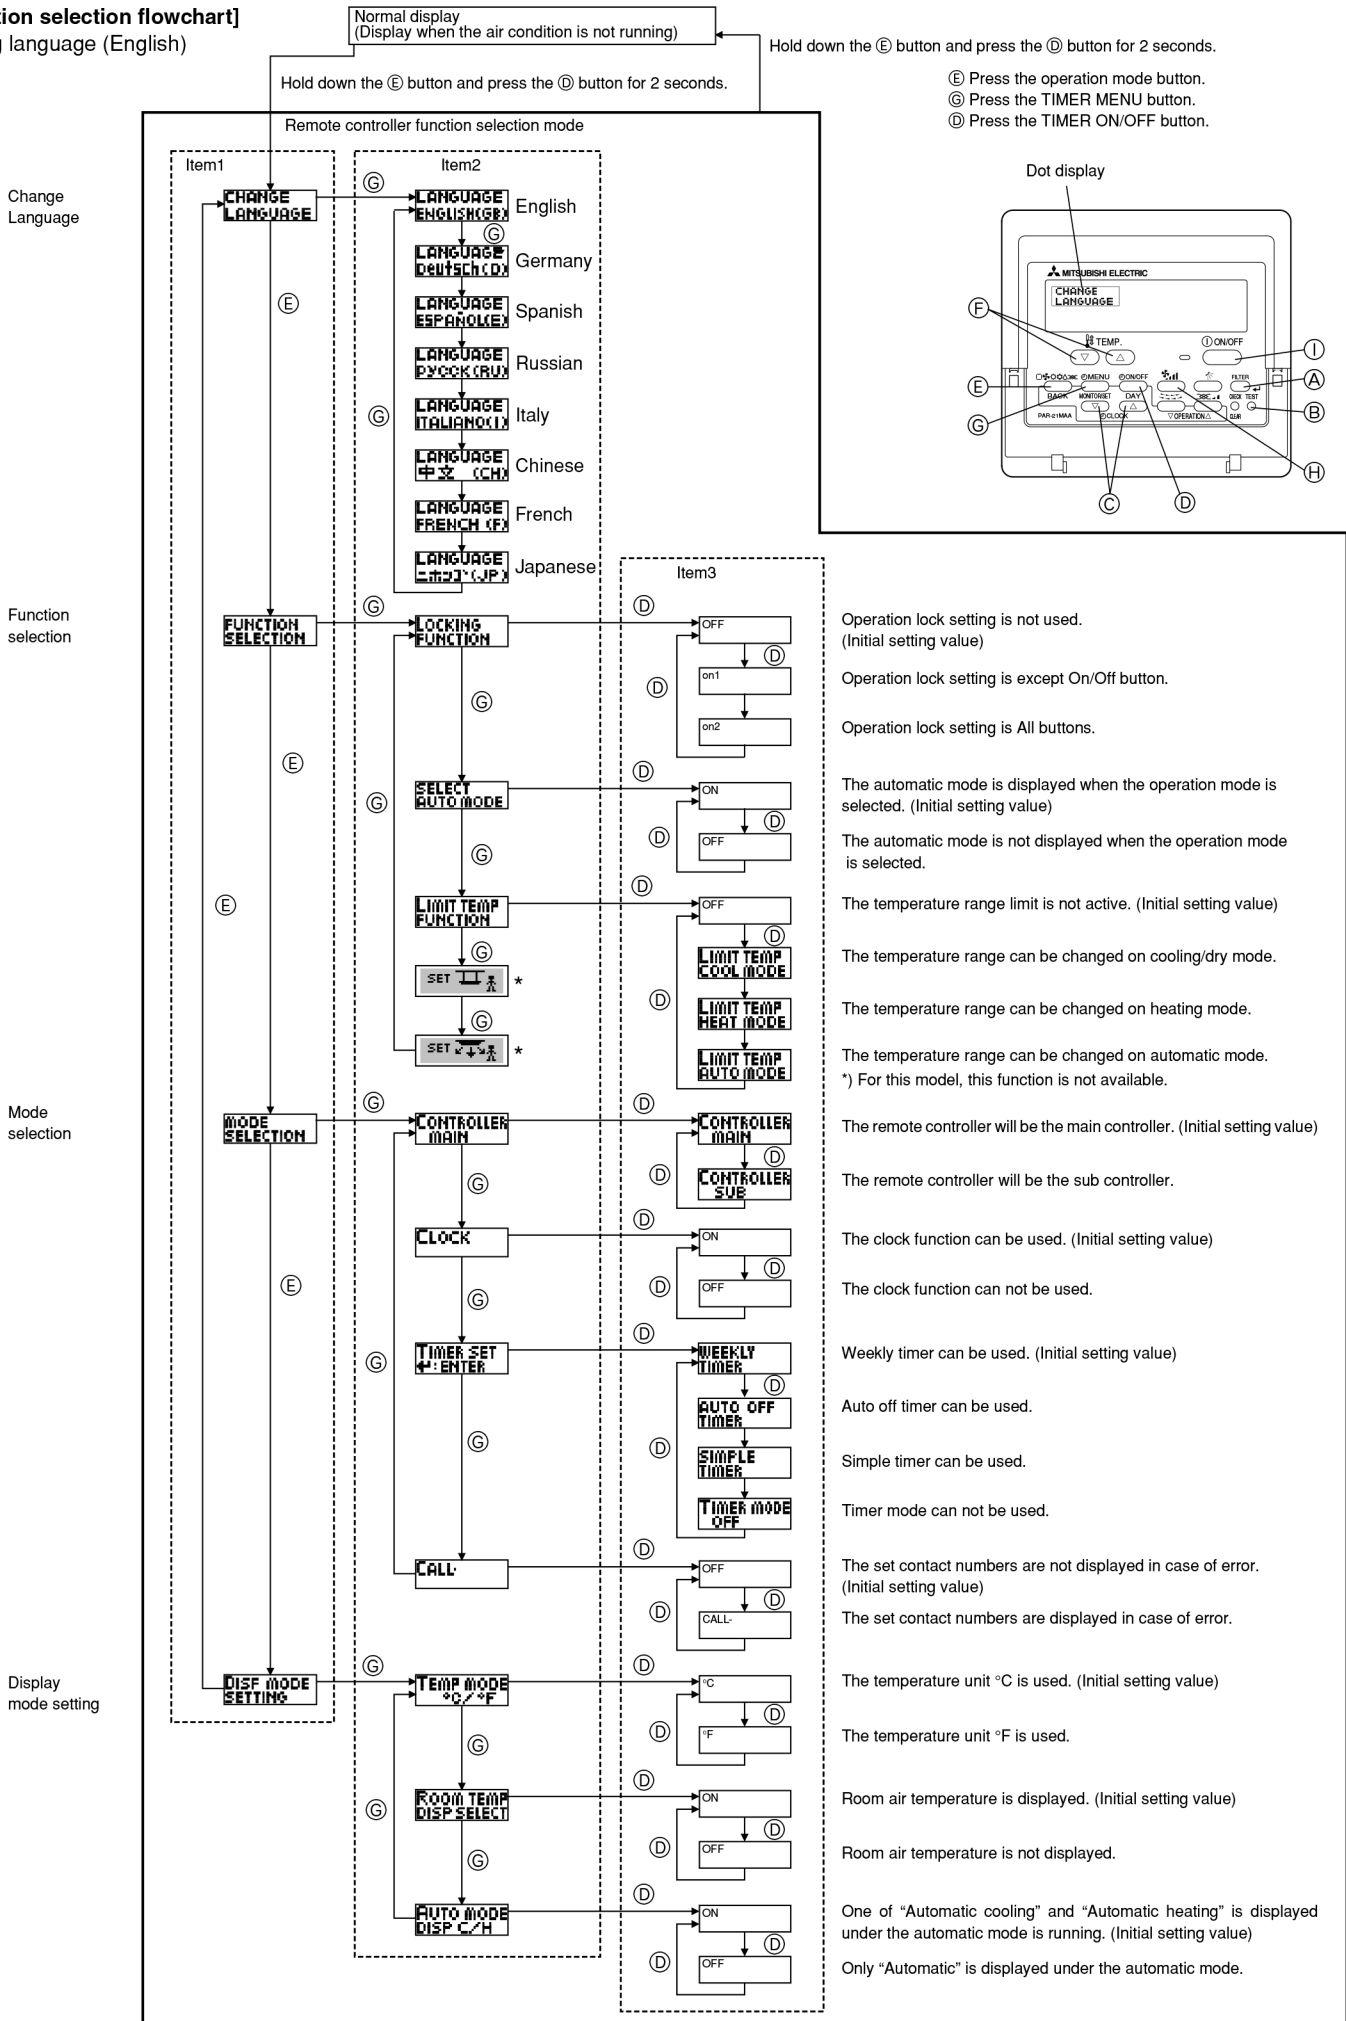 tion selection flowchart]
g language (English)
Normal display
(Display when the air condition is not running)
Hold down the Ⓔ button and press the Ⓓ button for 2 seconds.
Hold down the Ⓔ button and press the Ⓓ button for 2 seconds.
Ⓔ Press the operation mode button.
Ⓖ Press the TIMER MENU button.
Ⓓ Press the TIMER ON/OFF button.
Remote controller function selection mode
Item1
Item2
Dot display
MITSUBISHI ELECTRIC
CHANGE
LANGUAGE
TEMP.
ON/OFF
MENU
ON/OFF
FILTER
BACK
MONITOR/SET
DAY
CHECK
TEST
PAR-21MAA
CLOCK
▽ OPERATION △
CLEAR
Ⓕ
Ⓔ
Ⓖ
Ⓒ
Ⓓ
Ⓘ
Ⓐ
Ⓑ
Ⓗ
Change
Language
CHANGE
LANGUAGE
Ⓖ
LANGUAGE
ENGLISH(GB)
English
Ⓖ
LANGUAGE
Deutsch(D)
Germany
Ⓔ
LANGUAGE
ESPAÑOL(E)
Spanish
LANGUAGE
РУССК(RU)
Russian
Ⓖ
LANGUAGE
ITALIANO(I)
Italy
LANGUAGE
中文 (CH)
Chinese
LANGUAGE
FRENCH (F)
French
LANGUAGE
ニホンゴ(JP)
Japanese
Item3
Function
selection
FUNCTION
SELECTION
Ⓖ
LOCKING
FUNCTION
Ⓓ
OFF
Operation lock setting is not used.
(Initial setting value)
Ⓓ
Ⓓ
on1
Operation lock setting is except On/Off button.
Ⓖ
on2
Operation lock setting is All buttons.
Ⓔ
Ⓖ
SELECT
AUTO MODE
Ⓓ
ON
The automatic mode is displayed when the operation mode is
selected. (Initial setting value)
Ⓓ
Ⓓ
OFF
The automatic mode is not displayed when the operation mode
is selected.
Ⓖ
Ⓔ
LIMIT TEMP
FUNCTION
Ⓓ
OFF
The temperature range limit is not active. (Initial setting value)
Ⓖ
Ⓓ
LIMIT TEMP
COOL MODE
The temperature range can be changed on cooling/dry mode.
SET
*
Ⓓ
LIMIT TEMP
HEAT MODE
The temperature range can be changed on heating mode.
Ⓖ
SET
*
LIMIT TEMP
AUTO MODE
The temperature range can be changed on automatic mode.
*) For this model, this function is not available.
Mode
selection
MODE
SELECTION
Ⓖ
CONTROLLER
MAIN
Ⓓ
CONTROLLER
MAIN
The remote controller will be the main controller. (Initial setting value)
Ⓓ
Ⓓ
CONTROLLER
SUB
The remote controller will be the sub controller.
Ⓖ
CLOCK
Ⓓ
ON
The clock function can be used. (Initial setting value)
Ⓓ
Ⓓ
OFF
The clock function can not be used.
Ⓔ
Ⓖ
Ⓖ
TIMER SET
↵:ENTER
Ⓓ
WEEKLY
TIMER
Weekly timer can be used. (Initial setting value)
Ⓓ
AUTO OFF
TIMER
Auto off timer can be used.
Ⓖ
Ⓓ
SIMPLE
TIMER
Simple timer can be used.
TIMER MODE
OFF
Timer mode can not be used.
CALL-
Ⓓ
OFF
The set contact numbers are not displayed in case of error.
(Initial setting value)
Ⓓ
Ⓓ
CALL-
The set contact numbers are displayed in case of error.
Display
mode setting
DISP MODE
SETTING
Ⓖ
TEMP MODE
°C/°F
Ⓓ
°C
The temperature unit °C is used. (Initial setting value)
Ⓓ
Ⓓ
°F
The temperature unit °F is used.
Ⓖ
Ⓖ
ROOM TEMP
DISP SELECT
Ⓓ
ON
Room air temperature is displayed. (Initial setting value)
Ⓓ
Ⓓ
OFF
Room air temperature is not displayed.
Ⓖ
AUTO MODE
DISP C/H
Ⓓ
ON
One of “Automatic cooling” and “Automatic heating” is displayed
under the automatic mode is running. (Initial setting value)
Ⓓ
Ⓓ
OFF
Only “Automatic” is displayed under the automatic mode.